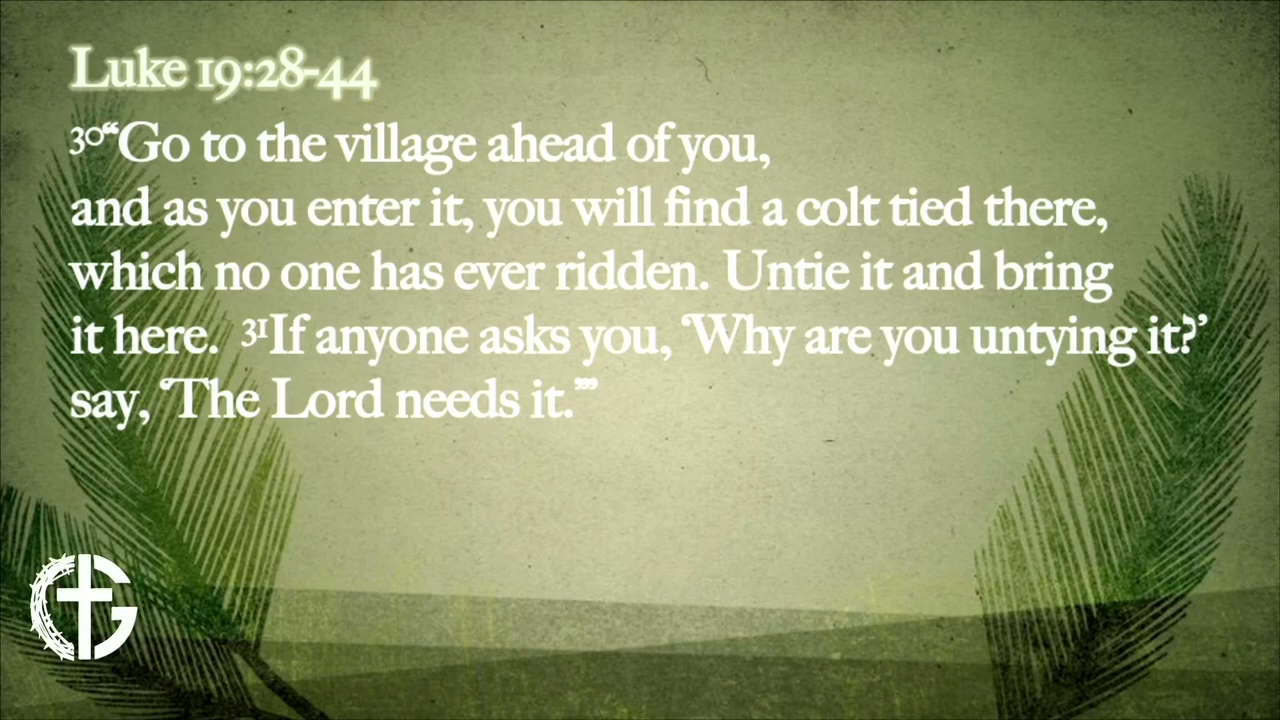 Luke 19:28-44
30“Go to the village ahead of you,
and as you enter it, you will find a colt tied there,
which no one has ever ridden. Untie it and bring
it here. 31If anyone asks you, ‘Why are you untying it?’
say, ‘The Lord needs it.’”